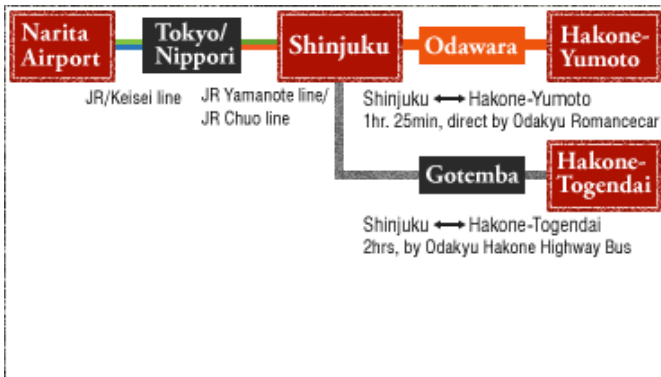 Narita
Airport
Tokyo/
Nippori
Shinjuku
Odawara
Hakone-
Yumoto
JR/Keisei line
JR Yamanote line/
JR Chuo line
Shinjuku ⟷ Hakone-Yumoto
1hr. 25min, direct by Odakyu Romancecar
Gotemba
Hakone-
Togendai
Shinjuku ⟷ Hakone-Togendai
2hrs, by Odakyu Hakone Highway Bus